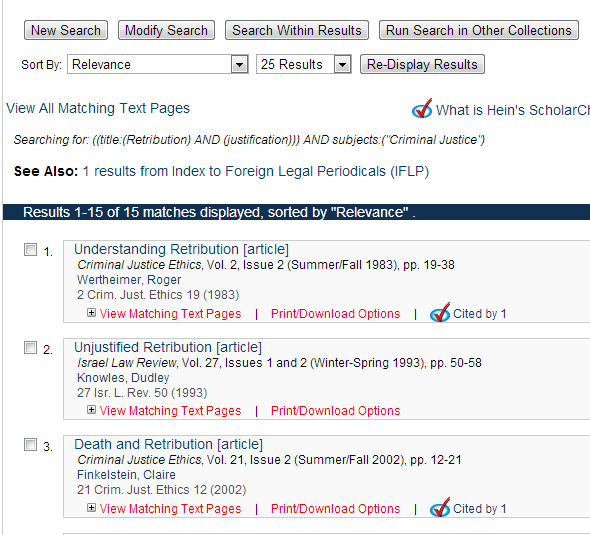 New Search Modify Search Search Within Results Run Search in Other Collections
Sort By: Relevance 25 Results Re-Display Results
View All Matching Text Pages What is Hein's ScholarCh
Searching for: ((title:(Retribution) AND (justification))) AND subjects:("Criminal Justice")
See Also: 1 results from Index to Foreign Legal Periodicals (IFLP)
Results 1-15 of 15 matches displayed, sorted by "Relevance" .
1. Understanding Retribution [article]
Criminal Justice Ethics, Vol. 2, Issue 2 (Summer/Fall 1983), pp. 19-38
Wertheimer, Roger
2 Crim. Just. Ethics 19 (1983)
View Matching Text Pages | Print/Download Options | Cited by 1
2. Unjustified Retribution [article]
Israel Law Review, Vol. 27, Issues 1 and 2 (Winter-Spring 1993), pp. 50-58
Knowles, Dudley
27 Isr. L. Rev. 50 (1993)
View Matching Text Pages | Print/Download Options
3. Death and Retribution [article]
Criminal Justice Ethics, Vol. 21, Issue 2 (Summer/Fall 2002), pp. 12-21
Finkelstein, Claire
21 Crim. Just. Ethics 12 (2002)
View Matching Text Pages | Print/Download Options | Cited by 1